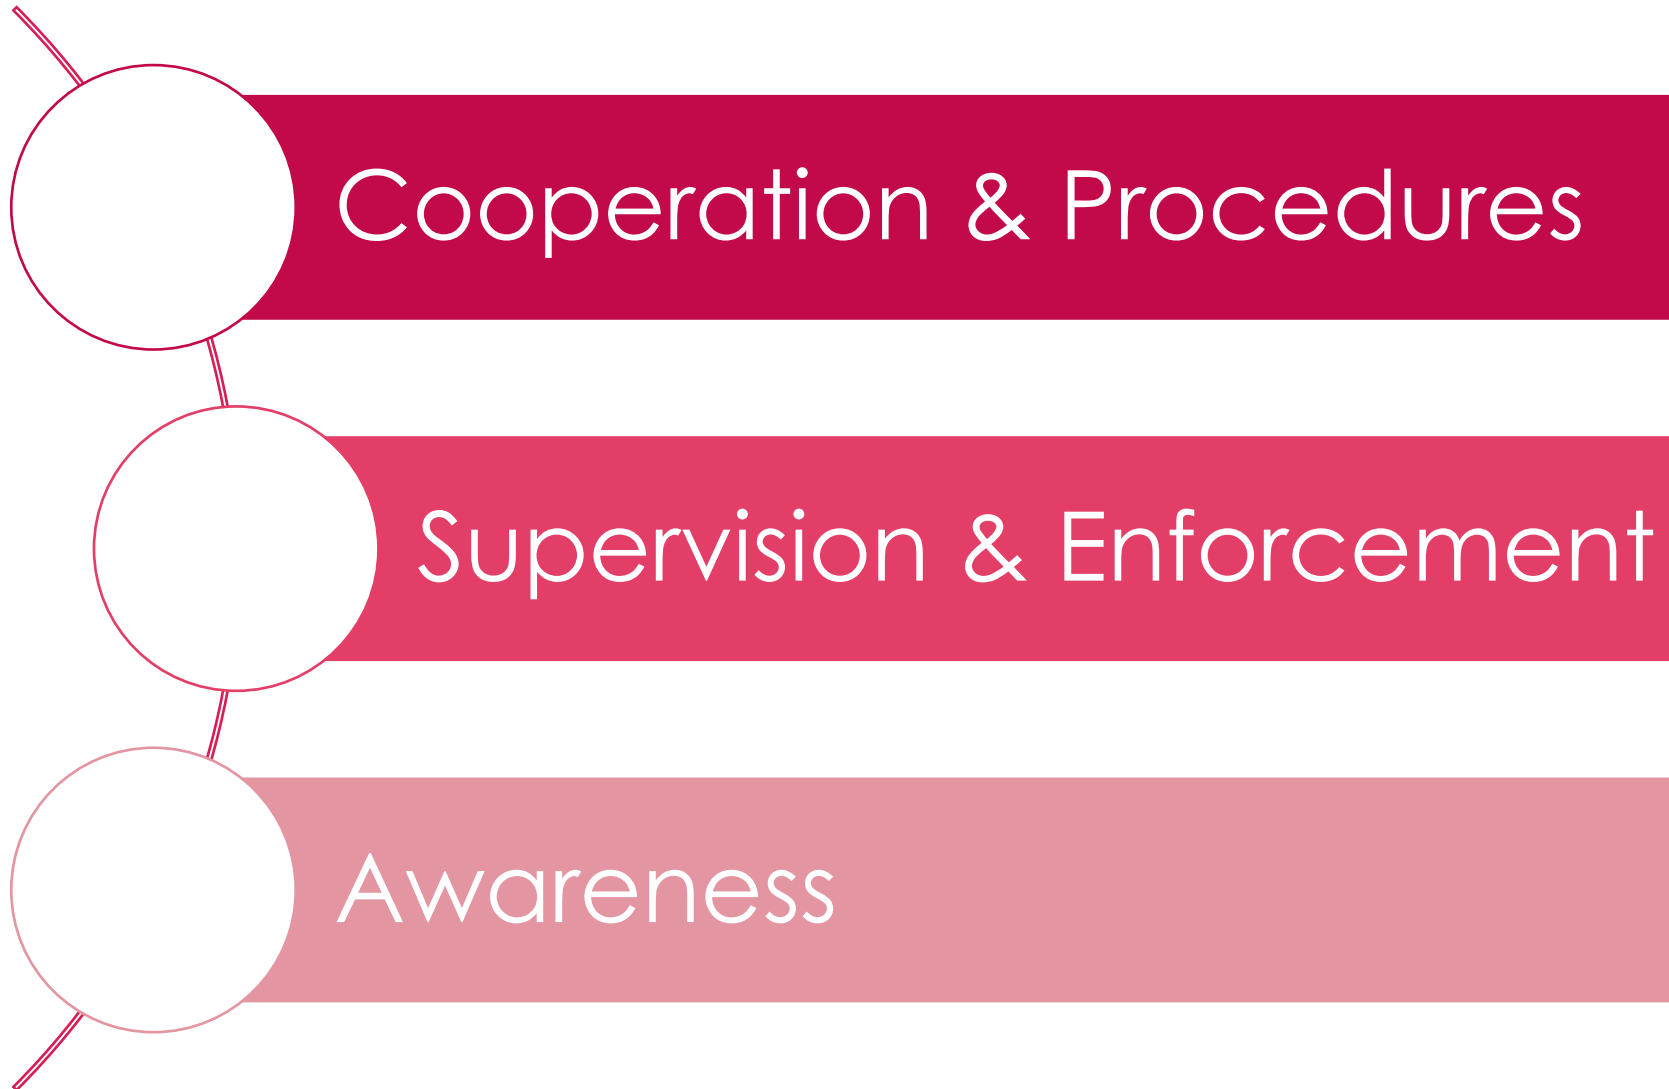 Cooperation & Procedures
Supervision & Enforcement
Awareness